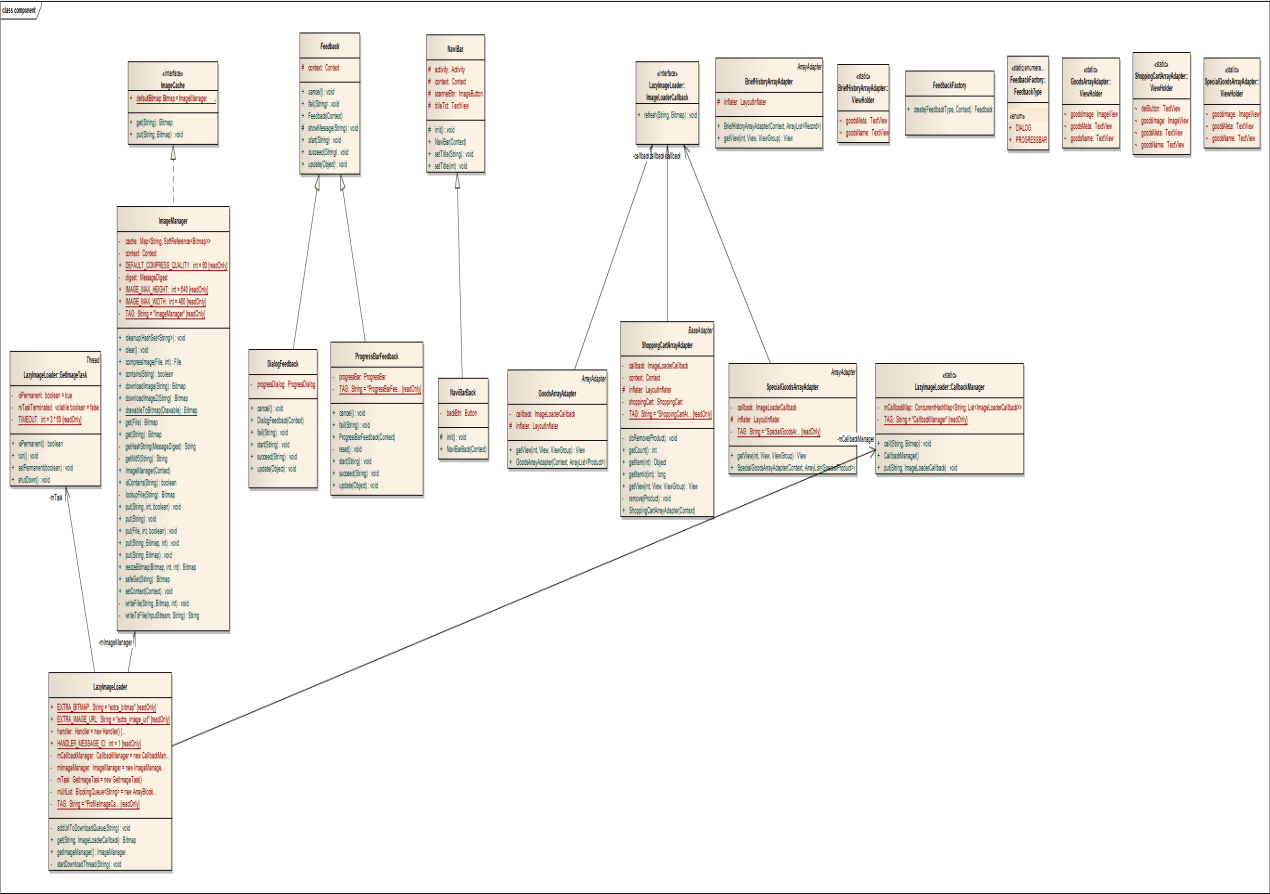 class component
«interface»
ImageCache
+ defaultBitmap: Bitmap = ImageManager. ...
+ get(String) : Bitmap
+ put(String, Bitmap) : void
Feedback
# context: Context
+ cancel() : void
+ fail(String) : void
+ Feedback(Context)
# showMessage(String) : void
+ start(String) : void
+ succeed(String) : void
+ update(Object) : void
NaviBar
# activity: Activity
# context: Context
# scannerBtn: ImageButton
# titleTxt: TextView
# init() : void
+ NaviBar(Context)
+ setTitle(String) : void
+ setTitle(int) : void
«interface»
LazyImageLoader::
ImageLoaderCallback
+ refresh(String, Bitmap) : void
ArrayAdapter
BriefHistoryArrayAdapter
# inflater: LayoutInflater
+ BriefHistoryArrayAdapter(Context, ArrayList<Record>)
+ getView(int, View, ViewGroup) : View
«static»
BriefHistoryArrayAdapter::
ViewHolder
~ goodsMeta: TextView
~ goodsName: TextView
FeedbackFactory
+ create(FeedbackType, Context) : Feedback
«static,enumera...
FeedbackFactory::
FeedbackType
«enum»
+ DIALOG
+ PROGRESSBAR
«static»
GoodsArrayAdapter::
ViewHolder
~ goodsImage: ImageView
~ goodsMeta: TextView
~ goodsName: TextView
«static»
ShoppingCartArrayAdapter::
ViewHolder
~ delButton: TextView
~ goodsImage: ImageView
~ goodsMeta: TextView
~ goodsName: TextView
«static»
SpecialGoodsArrayAdapter::
ViewHolder
~ goodsImage: ImageView
~ goodsMeta: TextView
~ goodsName: TextView
-callback
-callback
-callback
ImageManager
- cache: Map<String, SoftReference<Bitmap>>
- context: Context
+ DEFAULT_COMPRESS_QUALITY: int = 90 {readOnly}
- digest: MessageDigest
+ IMAGE_MAX_HEIGHT: int = 640 {readOnly}
+ IMAGE_MAX_WIDTH: int = 480 {readOnly}
- TAG: String = "ImageManager" {readOnly}
+ cleanup(HashSet<String>) : void
+ clear() : void
+ compressImage(File, int) : File
+ contains(String) : boolean
+ downloadImage(String) : Bitmap
+ downloadImage2(String) : Bitmap
+ drawableToBitmap(Drawable) : Bitmap
+ get(File) : Bitmap
+ get(String) : Bitmap
- getHashString(MessageDigest) : String
- getMd5(String) : String
+ ImageManager(Context)
+ isContains(String) : boolean
- lookupFile(String) : Bitmap
+ put(String, int, boolean) : void
+ put(String) : void
+ put(File, int, boolean) : void
+ put(String, Bitmap, int) : void
+ put(String, Bitmap) : void
+ resizeBitmap(Bitmap, int, int) : Bitmap
+ safeGet(String) : Bitmap
+ setContext(Context) : void
- writeFile(String, Bitmap, int) : void
- writeToFile(InputStream, String) : String
Thread
LazyImageLoader::GetImageTask
- isPermanent: boolean = true
- mTaskTerminated: volatile boolean = false
- TIMEOUT: int = 3 * 60 {readOnly}
+ isPermanent() : boolean
+ run() : void
+ setPermanent(boolean) : void
+ shutDown() : void
-mTask
DialogFeedback
- progressDialog: ProgressDialog
+ cancel() : void
+ DialogFeedback(Context)
+ fail(String) : void
+ start(String) : void
+ succeed(String) : void
+ update(Object) : void
ProgressBarFeedback
- progressBar: ProgressBar
- TAG: String = "ProgressBarFee... {readOnly}
+ cancel() : void
+ fail(String) : void
+ ProgressBarFeedback(Context)
- reset() : void
+ start(String) : void
+ succeed(String) : void
+ update(Object) : void
NaviBarBack
- backBtn: Button
# init() : void
+ NaviBarBack(Context)
ArrayAdapter
GoodsArrayAdapter
- callback: ImageLoaderCallback
# inflater: LayoutInflater
+ getView(int, View, ViewGroup) : View
+ GoodsArrayAdapter(Context, ArrayList<Product>)
BaseAdapter
ShoppingCartArrayAdapter
- callback: ImageLoaderCallback
- context: Context
# inflater: LayoutInflater
- shoppingCart: ShoppingCart
- TAG: String = "ShoppingCartAr... {readOnly}
- doRemove(Product) : void
+ getCount() : int
+ getItem(int) : Object
+ getItemId(int) : long
+ getView(int, View, ViewGroup) : View
- remove(Product) : void
+ ShoppingCartArrayAdapter(Context)
ArrayAdapter
SpecialGoodsArrayAdapter
- callback: ImageLoaderCallback
# inflater: LayoutInflater
- TAG: String = "SpecialGoodsAr... {readOnly}
+ getView(int, View, ViewGroup) : View
+ SpecialGoodsArrayAdapter(Context, ArrayList<SpecialProduct>)
-mCallbackManager
«static»
LazyImageLoader::CallbackManager
- mCallbackMap: ConcurrentHashMap<String, List<ImageLoaderCallback>>
- TAG: String = "CallbackManager" {readOnly}
+ call(String, Bitmap) : void
+ CallbackManager()
+ put(String, ImageLoaderCallback) : void
-mImageManager
LazyImageLoader
+ EXTRA_BITMAP: String = "extra_bitmap" {readOnly}
+ EXTRA_IMAGE_URL: String = "extra_image_url" {readOnly}
~ handler: Handler = new Handler() {...
+ HANDLER_MESSAGE_ID: int = 1 {readOnly}
- mCallbackManager: CallbackManager = new CallbackMan...
- mImageManager: ImageManager = new ImageManage...
- mTask: GetImageTask = new GetImageTask()
- mUrlList: BlockingQueue<String> = new ArrayBlocki...
- TAG: String = "ProfileImageCa... {readOnly}
- addUrlToDownloadQueue(String) : void
+ get(String, ImageLoaderCallback) : Bitmap
+ getImageManager() : ImageManager
- startDownloadThread(String) : void